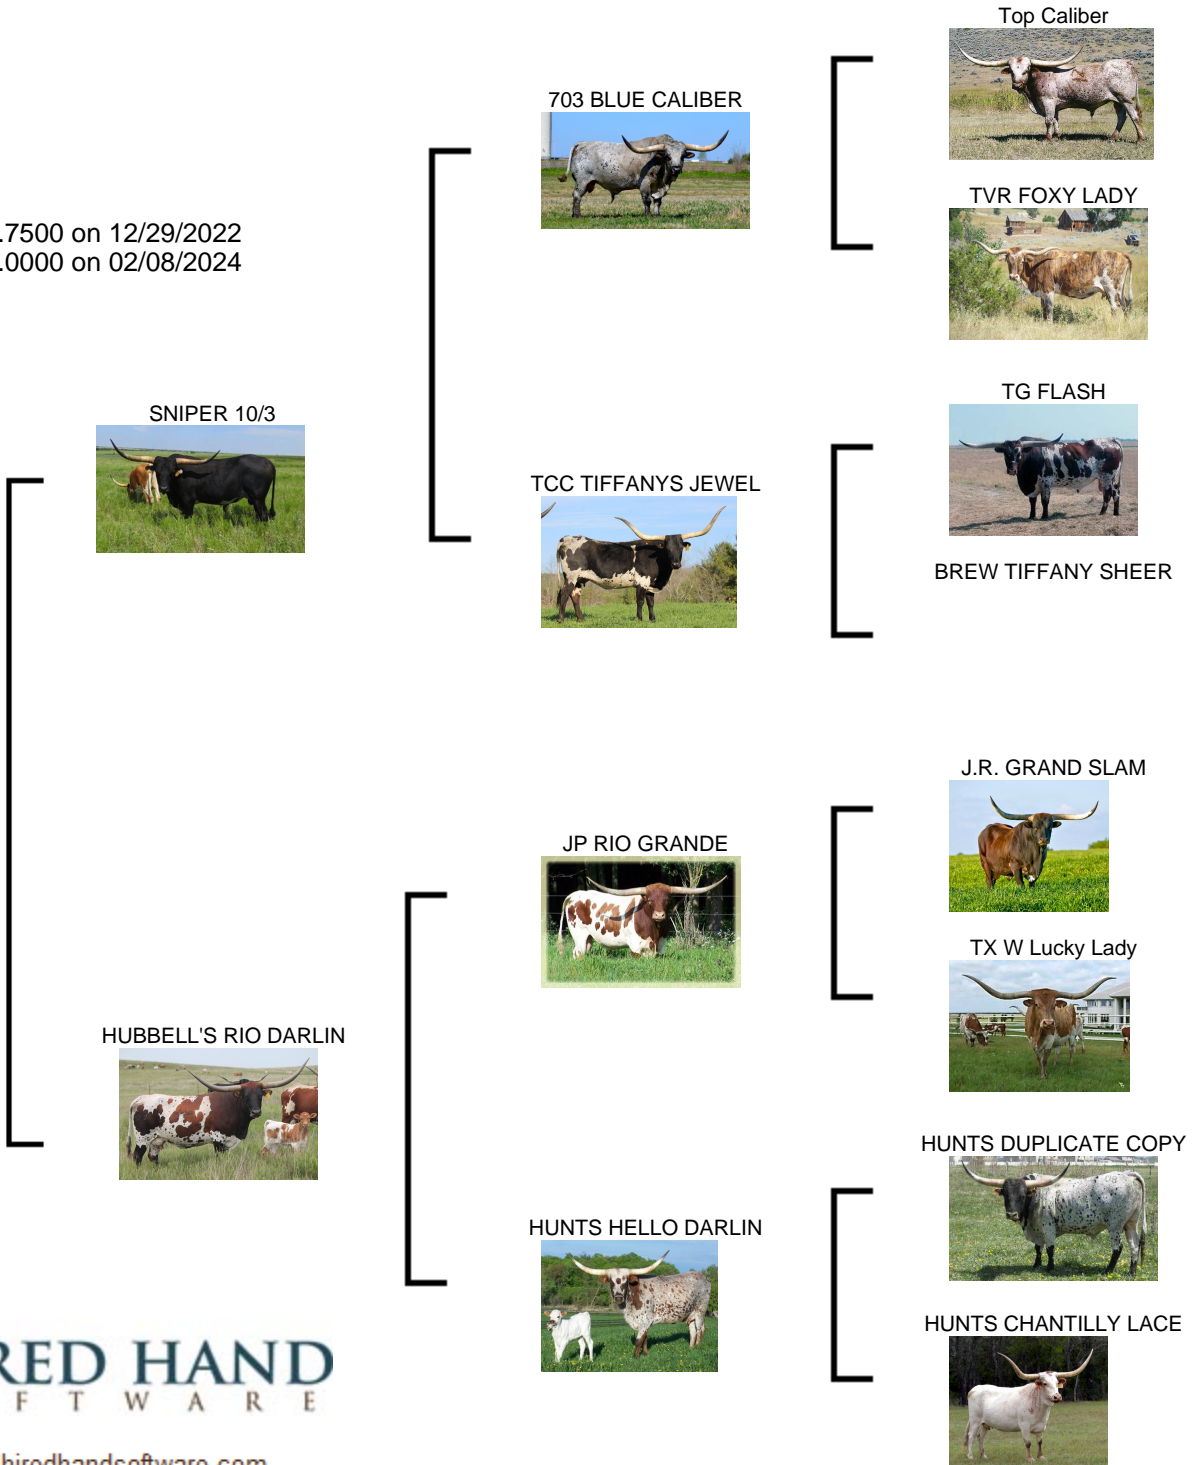 Top Caliber
703 BLUE CALIBER
TVR FOXY LADY
.7500 on 12/29/2022
.0000 on 02/08/2024
TG FLASH
SNIPER 10/3
TCC TIFFANYS JEWEL
BREW TIFFANY SHEER
J.R. GRAND SLAM
JP RIO GRANDE
TX W Lucky Lady
HUBBELL'S RIO DARLIN
HUNTS DUPLICATE COPY
HUNTS HELLO DARLIN
HUNTS CHANTILLY LACE
RED HAND
F T W A R E
hiredhandsoftware.com